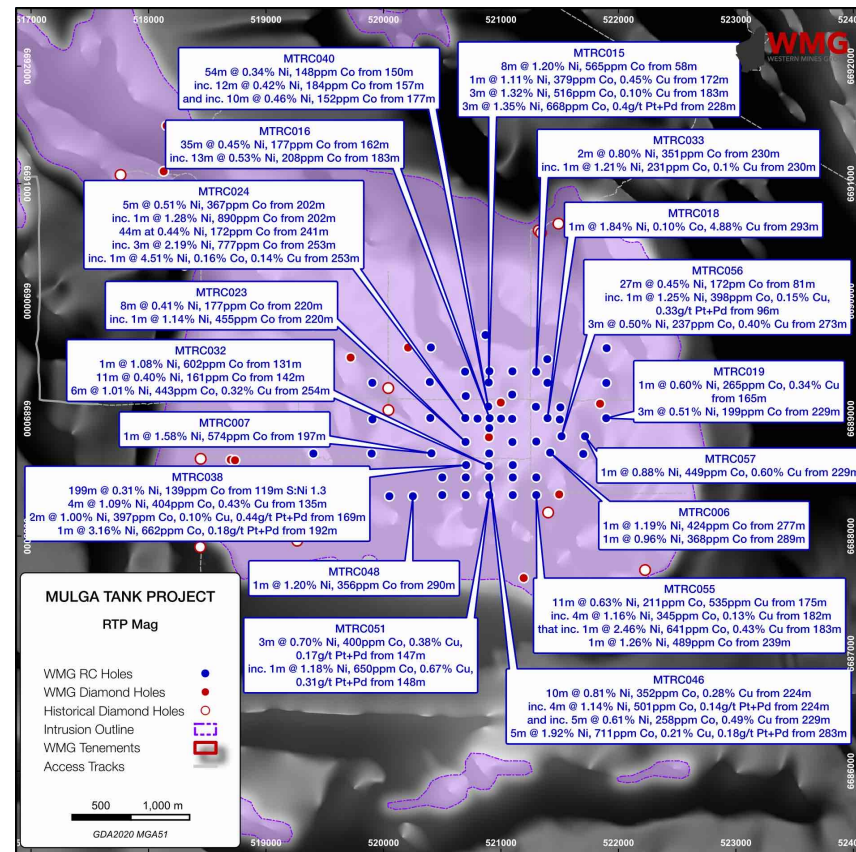 517000
518000
519000
520000
521000
522000
523000
6692000
6691000
6690000
6689000
6688000
6692000
6691000
6689000
6688000
6687000
6686000
WMG
WESTERN MINES
MTRC040
54m @ 0.34% Ni, 148ppm Co from 150m
inc. 12m @ 0.42% Ni, 184ppm Co from 157m
and inc. 10m @ 0.46% Ni, 152ppm Co from 177m
MTRC015
8m @ 1.20% Ni, 565ppm Co from 58m
1m @ 1.11% Ni, 379ppm Co, 0.45% Cu from 172m
3m @ 1.32% Ni, 516ppm Co, 0.10% Cu from 183m
3m @ 1.35% Ni, 668ppm Co, 0.4g/t Pt+Pd from 228m
MTRC016
35m @ 0.45% Ni, 177ppm Co from 162m
inc. 13m @ 0.53% Ni, 208ppm Co from 183m
MTRC033
2m @ 0.80% Ni, 351ppm Co from 230m
inc. 1m @ 1.21% Ni, 231ppm Co, 0.1% Cu from 230m
MTRC024
5m @ 0.51% Ni, 367ppm Co from 202m
inc. 1m @ 1.28% Ni, 890ppm Co from 202m
44m at 0.44% Ni, 172ppm Co from 241m
inc. 3m @ 2.19% Ni, 777ppm Co from 253m
inc. 1m @ 4.51% Ni, 0.16% Co, 0.14% Cu from 253m
MTRC018
1m @ 1.84% Ni, 0.10% Co, 4.88% Cu from 293m
MTRC056
27m @ 0.45% Ni, 172pm Co from 81m
inc. 1m @ 1.25% Ni, 398ppm Co, 0.15% Cu,
0.33g/t Pt+Pd from 96m
3m @ 0.50% Ni, 237ppm Co, 0.40% Cu from 273m
MTRC023
8m @ 0.41% Ni, 177ppm Co from 220m
inc. 1m @ 1.14% Ni, 455ppm Co from 220m
MTRC032
1m @ 1.08% Ni, 602ppm Co from 131m
11m @ 0.40% Ni, 161ppm Co from 142m
6m @ 1.01% Ni, 443ppm Co, 0.32% Cu from 254m
MTRC019
1m @ 0.60% Ni, 265ppm Co, 0.34% Cu
from 165m
3m @ 0.51% Ni, 199ppm Co from 229m
MTRC007
1m @ 1.58% Ni, 574ppm Co from 197m
MTRC057
1m @ 0.88% Ni, 449ppm Co, 0.60% Cu from 229m
MTRC038
199m @ 0.31% Ni, 139ppm Co from 119m S:Ni 1.3
4m @ 1.09% Ni, 404ppm Co, 0.43% Cu from 135m
2m @ 1.00% Ni, 397ppm Co, 0.10% Cu, 0.44g/t Pt+Pd from 169m
1m @ 3.16% Ni, 662ppm Co, 0.18g/t Pt+Pd from 192m
MTRC006
1m @ 1.19% Ni, 424ppm Co from 277m
1m @ 0.96% Ni, 368ppm Co from 289m
MTRC048
1m @ 1.20% Ni, 356ppm Co from 290m
MTRC055
11m @ 0.63% Ni, 211ppm Co, 535ppm Cu from 175m
inc. 4m @ 1.16% Ni, 345ppm Co, 0.13% Cu from 182m
that inc. 1m @ 2.46% Ni, 641ppm Co, 0.43% Cu from 183m
1m @ 1.26% Ni, 489ppm Co from 239m
MTRC051
3m @ 0.70% Ni, 400ppm Co, 0.38% Cu,
0.17g/t Pt+Pd from 147m
inc. 1m @ 1.18% Ni, 650ppm Co, 0.67% Cu,
0.31g/t Pt+Pd from 148m
MTRC046
10m @ 0.81% Ni, 352ppm Co, 0.28% Cu from 224m
inc. 4m @ 1.14% Ni, 501ppm Co, 0.14g/t Pt+Pd from 224m
and inc. 5m @ 0.61% Ni, 258ppm Co, 0.49% Cu from 229m
5m @ 1.92% Ni, 711ppm Co, 0.21% Cu, 0.18g/t Pt+Pd from 283m
MULGA TANK PROJECT
RTP Mag
WMG RC Holes
WMG Diamond Holes
Historical Diamond Holes
Intrusion Outline
WMG Tenements
Access Tracks
500 1,000 m
GDA2020 MGA51
519000
520000
521000
522000
523000